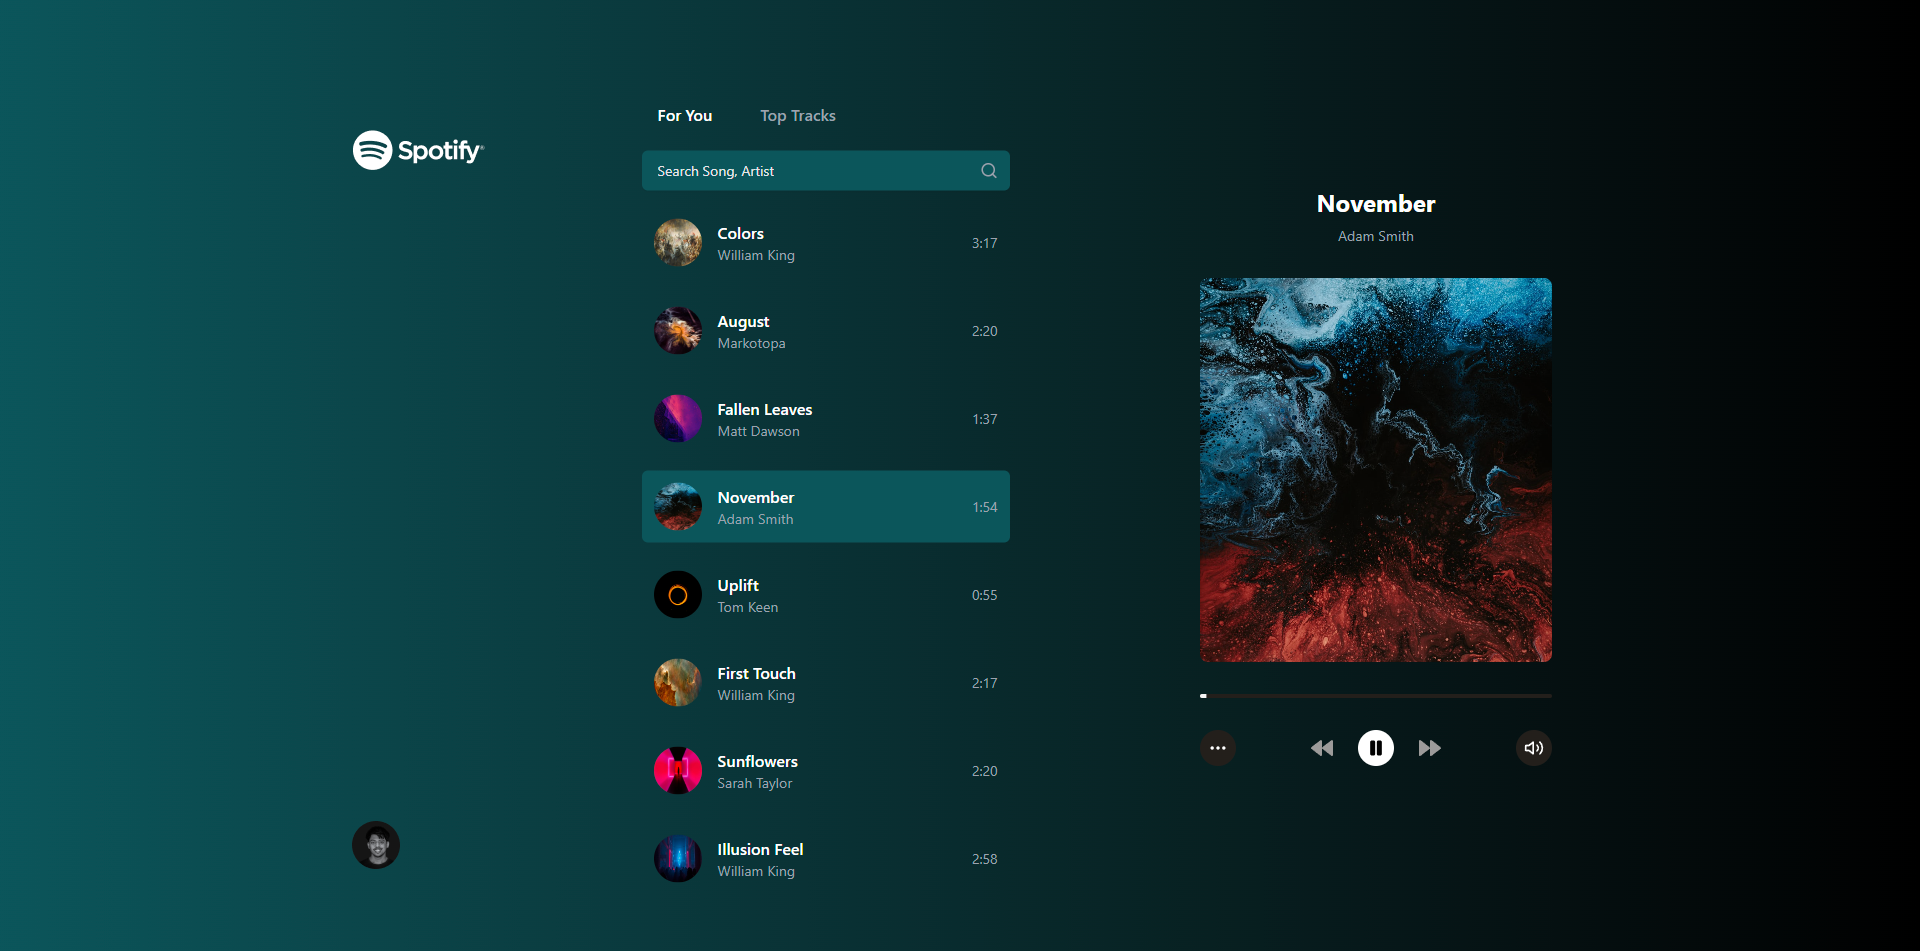 Spotify
For You
Top Tracks
Search Song, Artist
Colors
William King
3:17
August
Markotopa
2:20
Fallen Leaves
Matt Dawson
1:37
November
Adam Smith
1:54
Uplift
Tom Keen
0:55
First Touch
William King
2:17
Sunflowers
Sarah Taylor
2:20
Illusion Feel
William King
2:58
November
Adam Smith